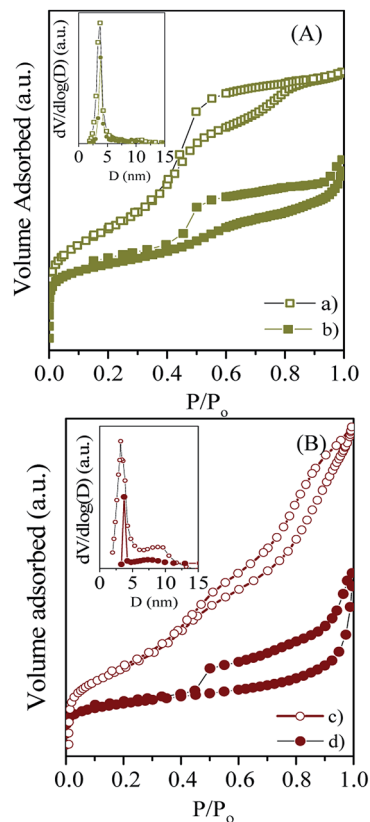 (A)
dV/dlog(D) (a.u.)
0 5 10 15
D (nm)
Volume Adsorbed (a.u.)
a)
b)
0.0 0.2 0.4 0.6 0.8 1.0
P/Po
(B)
dV/dlog(D) (a.u.)
0 5 10 15
D (nm)
Volume adsorbed (a.u.)
c)
d)
0.0 0.2 0.4 0.6 0.8 1.0
P/Po